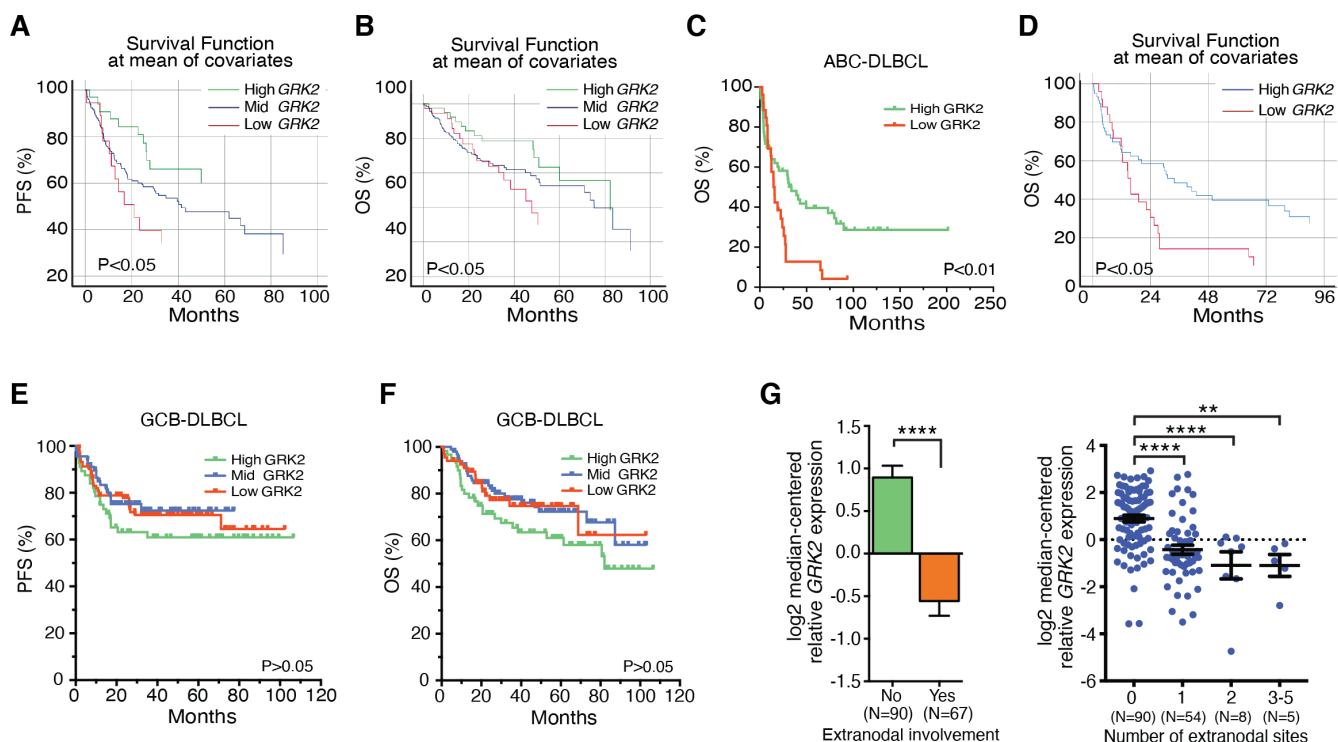 A
Survival Function
at mean of covariates
High GRK2
Mid GRK2
Low GRK2
PFS (%)
100
80
60
40
20
P<0.05
0 20 40 60 80 100
Months
B
Survival Function
at mean of covariates
High GRK2
Mid GRK2
Low GRK2
OS (%)
100
80
60
40
20
P<0.05
0 20 40 60 80 100
Months
C
ABC-DLBCL
High GRK2
Low GRK2
OS (%)
100
80
60
40
20
0
P<0.01
0 50 100 150 200 250
Months
D
Survival Function
at mean of covariates
High GRK2
Low GRK2
OS (%)
100
80
60
40
20
0
P<0.05
0 24 48 72 96
Months
E
GCB-DLBCL
High GRK2
Mid GRK2
Low GRK2
PFS (%)
100
80
60
40
20
0
P>0.05
0 20 40 60 80 100 120
Months
F
GCB-DLBCL
High GRK2
Mid GRK2
Low GRK2
OS (%)
100
80
60
40
20
0
P>0.05
0 20 40 60 80 100 120
Months
G
log2 median-centered
relative GRK2 expression
1.5
1.0
0.5
0.0
-0.5
-1.0
-1.5
****
No Yes
(N=90) (N=67)
Extranodal involvement
log2 median-centered
relative GRK2 expression
4
2
0
-2
-4
-6
**
****
****
0 1 2 3-5
(N=90) (N=54) (N=8) (N=5)
Number of extranodal sites